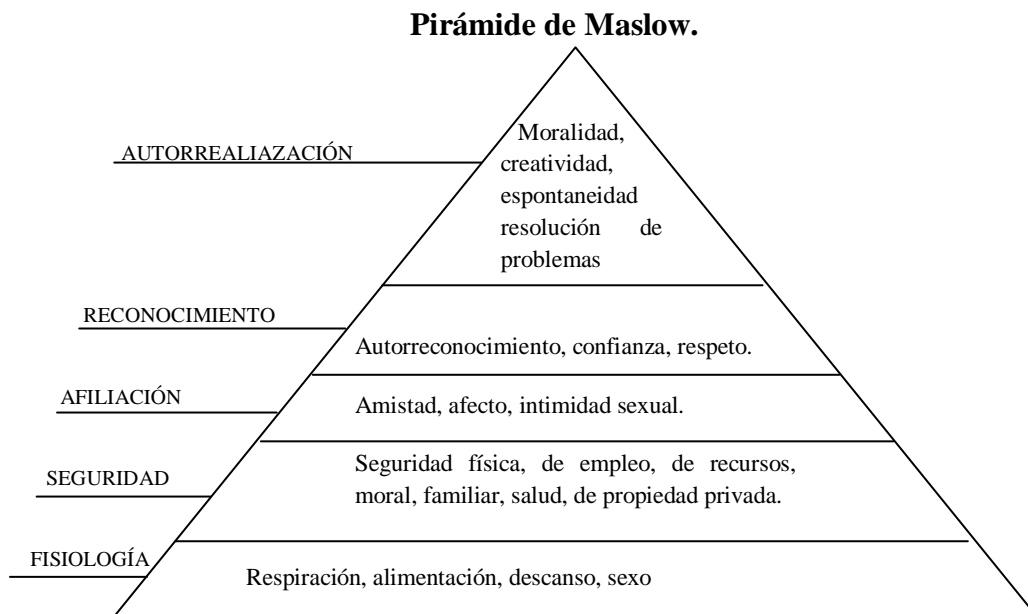 Pirámide de Maslow.
AUTORREALIAZACIÓN
Moralidad,
creatividad,
espontaneidad
resolución de
problemas
RECONOCIMIENTO
Autorreconocimiento, confianza, respeto.
AFILIACIÓN
Amistad, afecto, intimidad sexual.
SEGURIDAD
Seguridad física, de empleo, de recursos,
moral, familiar, salud, de propiedad privada.
FISIOLOGÍA
Respiración, alimentación, descanso, sexo